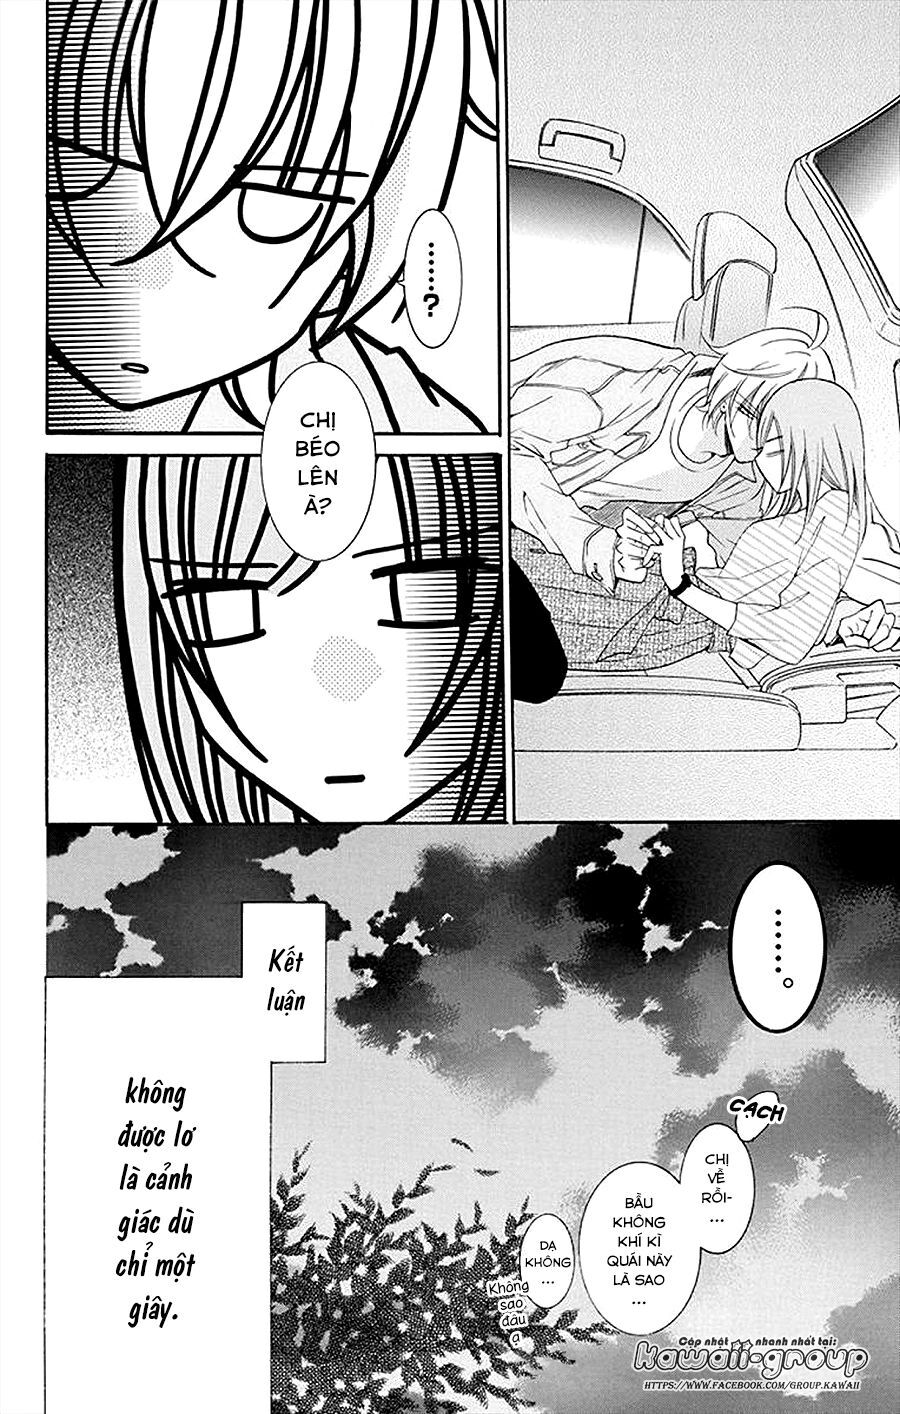 ……?
CHỊ
BÉO
LÊN
À?
…….
CẠCH
CHỊ
VỀ
RỒI-
...
BẦU
KHÔNG
KHÍ KÌ
QUÁI NÀY
LÀ SAO
...
DẠ
KHÔNG
...
Không
sao
đâu
ạ
Kết
luận
không
được lơ
là cảnh
giác dù
chỉ một
giây.
Cập nhật nhanh nhất tại:
kawaii-group
HTTPS://WWW.FACEBOOK.COM/GROUP.KAWAII